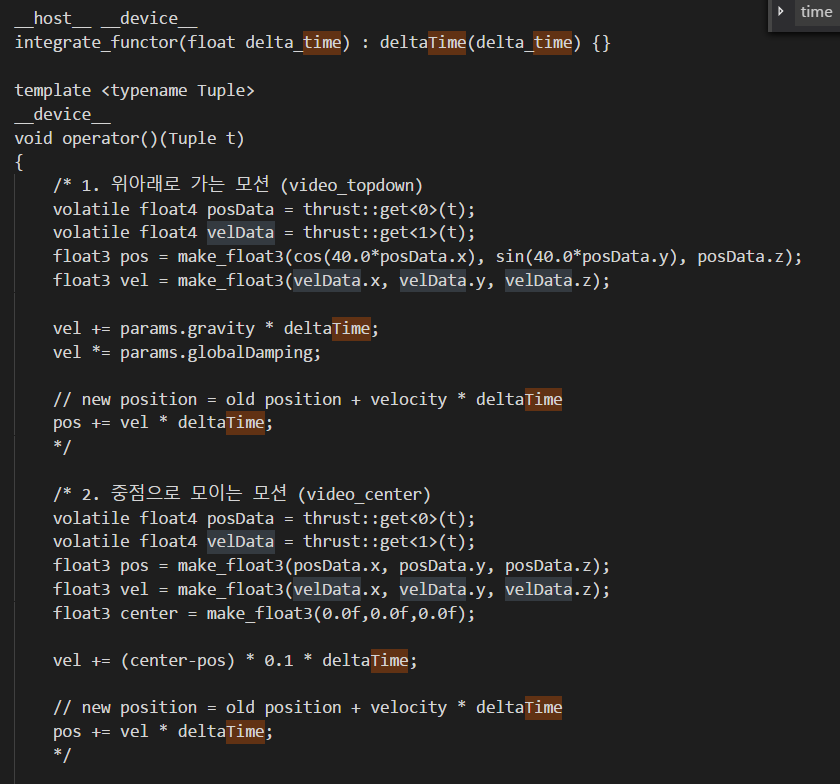 time
__host__ __device__
integrate_functor(float delta_time) : deltaTime(delta_time) {}
template <typename Tuple>
__device__
void operator()(Tuple t)
{
/* 1. 위아래로 가는 모션 (video_topdown)
volatile float4 posData = thrust::get<0>(t);
volatile float4 velData = thrust::get<1>(t);
float3 pos = make_float3(cos(40.0*posData.x), sin(40.0*posData.y), posData.z);
float3 vel = make_float3(velData.x, velData.y, velData.z);
vel += params.gravity * deltaTime;
vel *= params.globalDamping;
// new position = old position + velocity * deltaTime
pos += vel * deltaTime;
*/
/* 2. 중점으로 모이는 모션 (video_center)
volatile float4 posData = thrust::get<0>(t);
volatile float4 velData = thrust::get<1>(t);
float3 pos = make_float3(posData.x, posData.y, posData.z);
float3 vel = make_float3(velData.x, velData.y, velData.z);
float3 center = make_float3(0.0f,0.0f,0.0f);
vel += (center-pos) * 0.1 * deltaTime;
// new position = old position + velocity * deltaTime
pos += vel * deltaTime;
*/